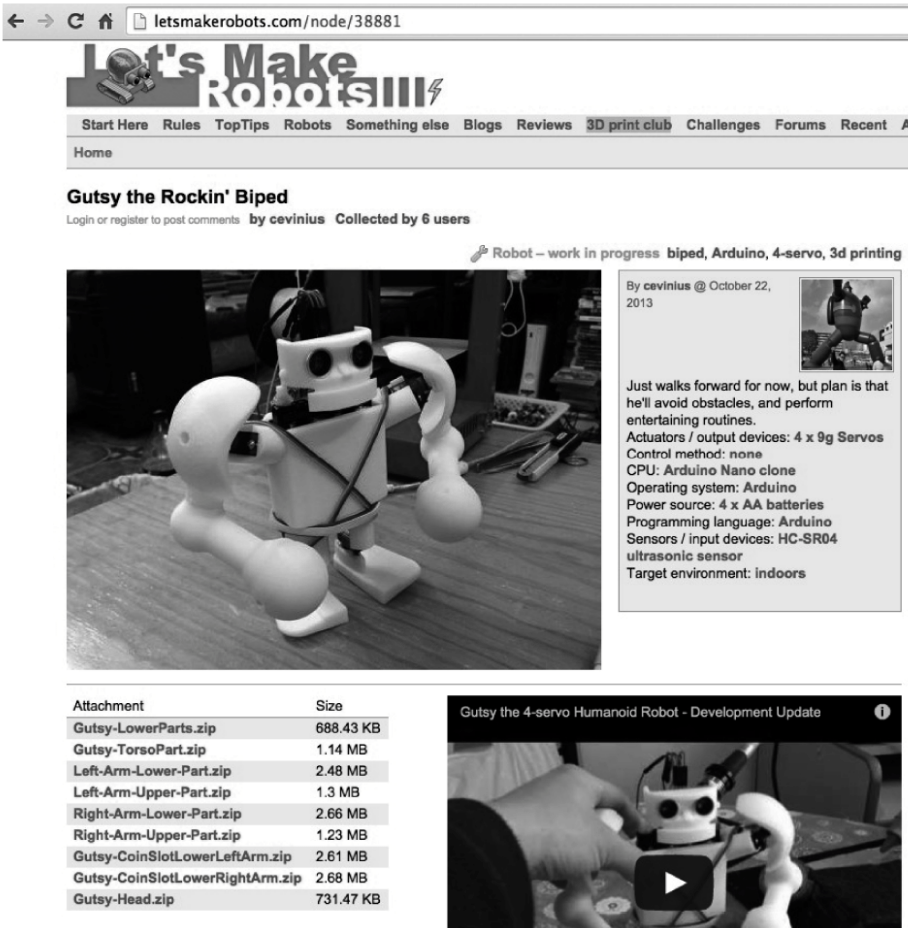 letsmakerobots.com/node/38881
Let's Make
Robots
Start Here Rules TopTips Robots Something else Blogs Reviews 3D print club Challenges Forums Recent A
Home
Gutsy the Rockin' Biped
Login or register to post comments by cevinius Collected by 6 users
Robot – work in progress biped, Arduino, 4-servo, 3d printing
By cevinius @ October 22,
2013
Just walks forward for now, but plan is that
he'll avoid obstacles, and perform
entertaining routines.
Actuators / output devices: 4 x 9g Servos
Control method: none
CPU: Arduino Nano clone
Operating system: Arduino
Power source: 4 x AA batteries
Programming language: Arduino
Sensors / input devices: HC-SR04
ultrasonic sensor
Target environment: indoors
Attachment Size
Gutsy-LowerParts.zip 688.43 KB
Gutsy-TorsoPart.zip 1.14 MB
Left-Arm-Lower-Part.zip 2.48 MB
Left-Arm-Upper-Part.zip 1.3 MB
Right-Arm-Lower-Part.zip 2.66 MB
Right-Arm-Upper-Part.zip 1.23 MB
Gutsy-CoinSlotLowerLeftArm.zip 2.61 MB
Gutsy-CoinSlotLowerRightArm.zip 2.68 MB
Gutsy-Head.zip 731.47 KB
Gutsy the 4-servo Humanoid Robot - Development Update